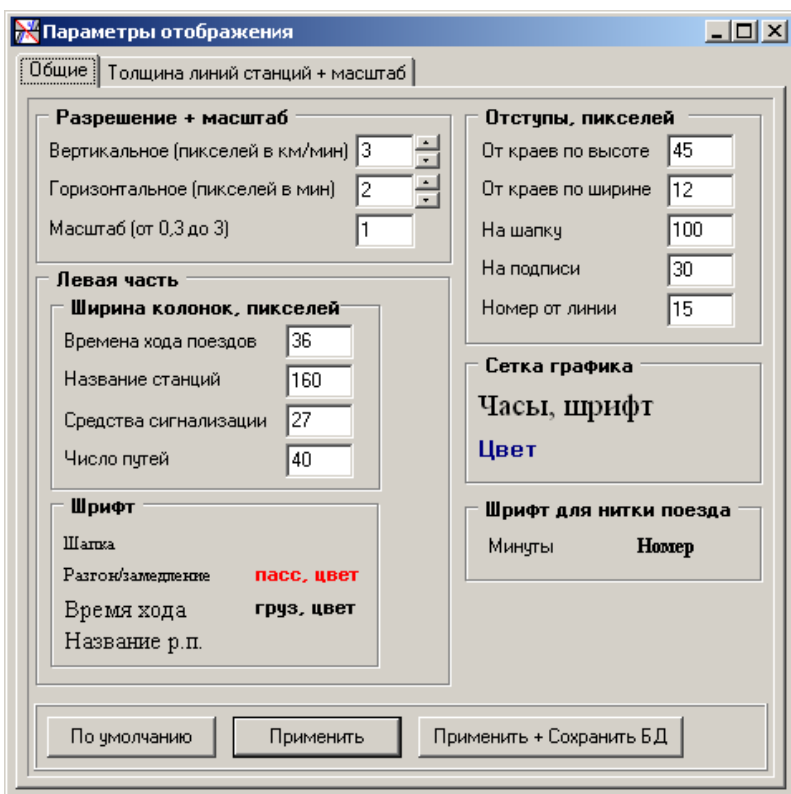 Параметры отображения
Общие
Толщина линий станций + масштаб
Разрешение + масштаб
Вертикальное (пикселей в км/мин) 3
Горизонтальное (пикселей в мин) 2
Масштаб (от 0,3 до 3) 1
Левая часть
Ширина колонок, пикселей
Времена хода поездов 36
Название станций 160
Средства сигнализации 27
Число путей 40
Шрифт
Шапка
Разгон/замедление пасс, цвет
Время хода груз, цвет
Название р.п.
Отступы, пикселей
От краев по высоте 45
От краев по ширине 12
На шапку 100
На подписи 30
Номер от линии 15
Сетка графика
Часы, шрифт
Цвет
Шрифт для нитки поезда
Минуты Номер
По умолчанию
Применить
Применить + Сохранить БД